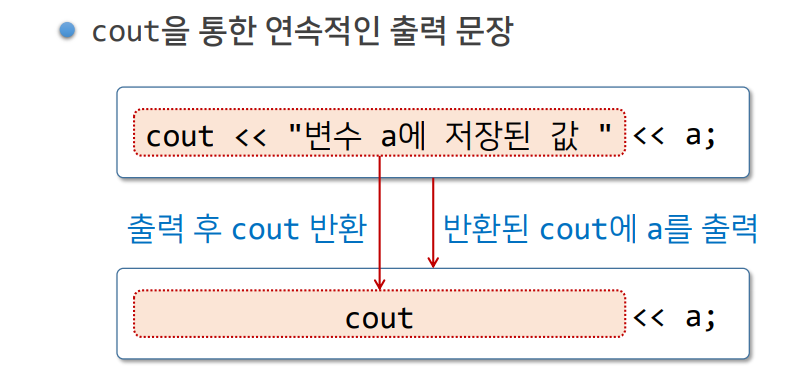 cout을 통한 연속적인 출력 문장
cout << "변수 a에 저장된 값 " << a;
출력 후 cout 반환 반환된 cout에 a를 출력
cout << a;